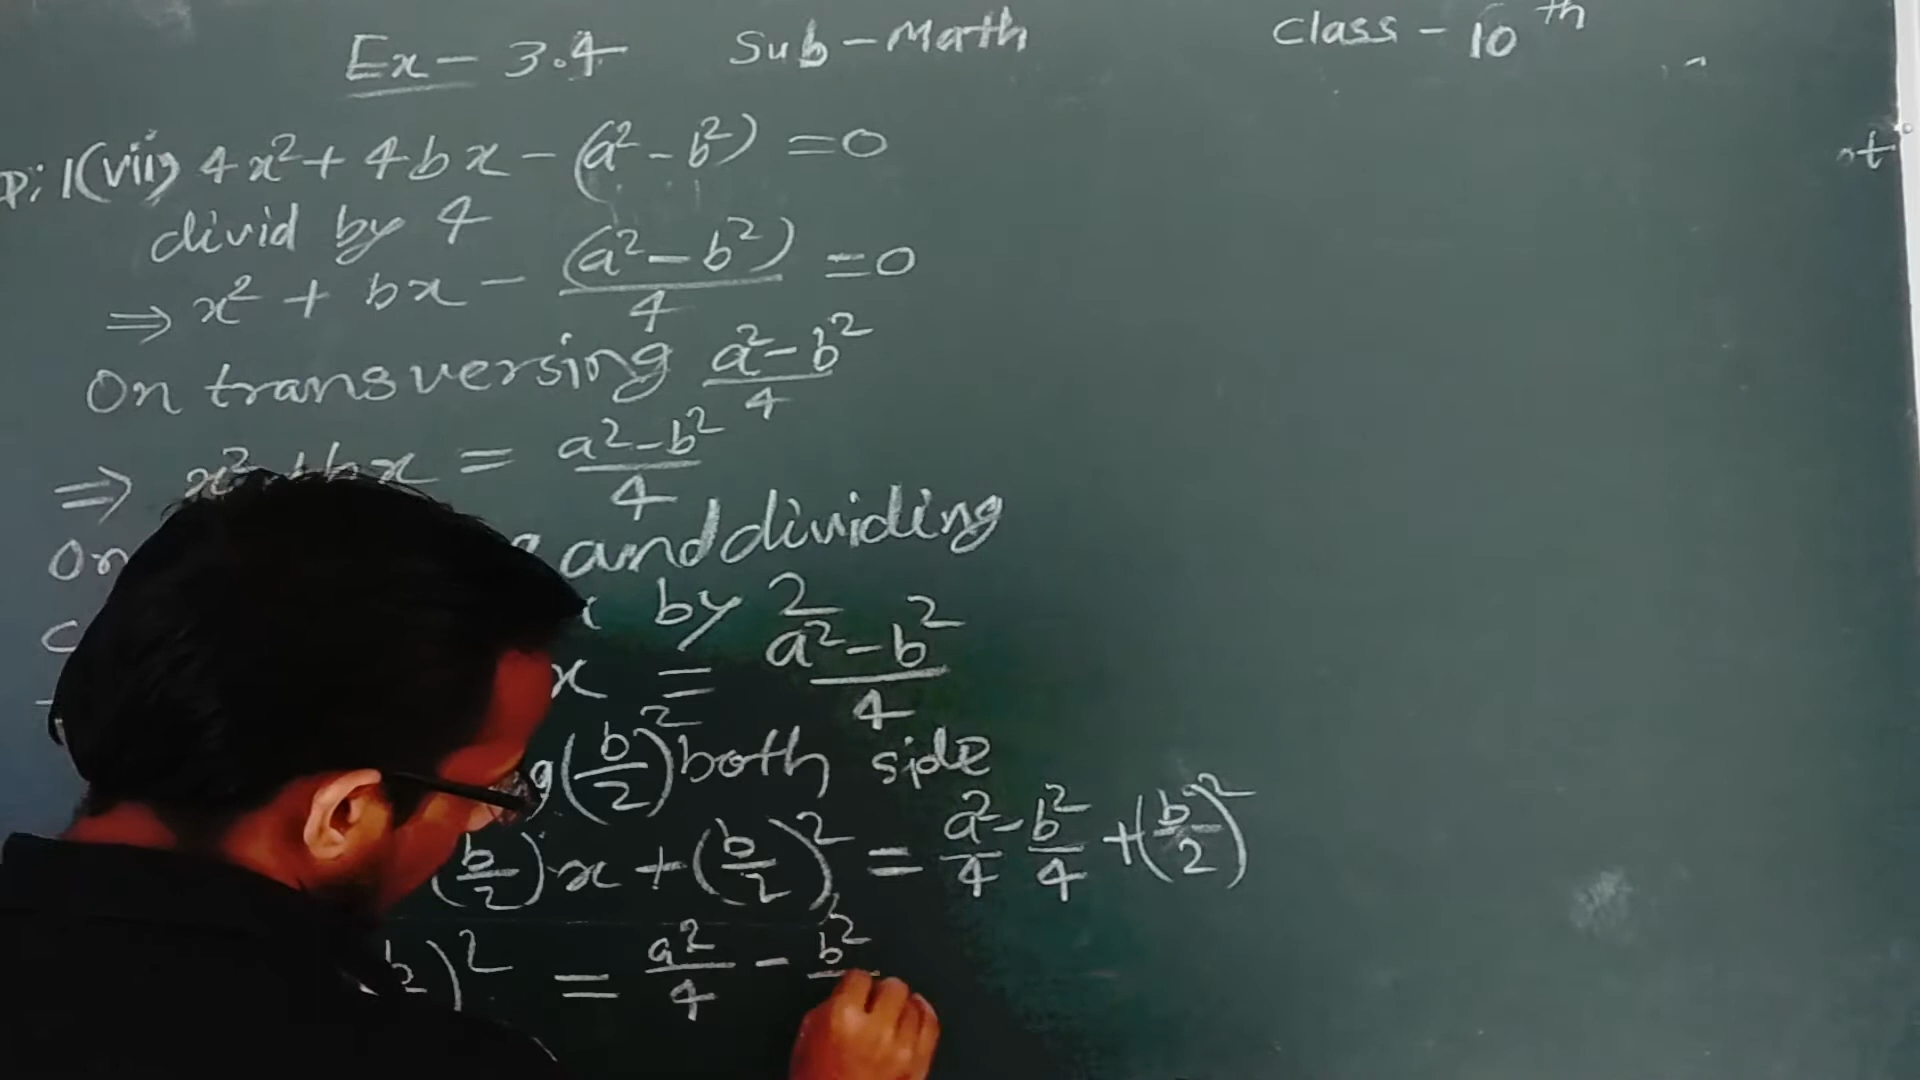 Ex - 3.4 Sub - Math Class - 10th
1(vii) 4x² + 4bx - (a² - b²) = 0
divid by 4
⇒ x² + bx - (a² - b²)/4 = 0
On transversing (a² - b²)/4
⇒ x² + bx = (a² - b²)/4
On and dividing
by 2
x = (a² - b²)/4
(b/2)² both side
(b/2)x + (b/2)² = a²/4 - b²/4 + (b/2)²
)² = a²/4 - b²